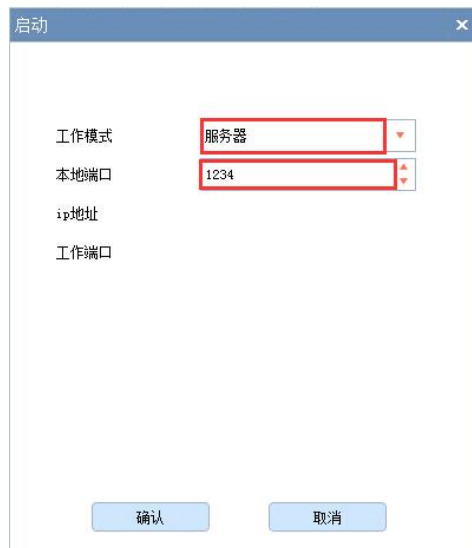 启动
工作模式 服务器
本地端口 1234
ip地址
工作端口
确认 取消